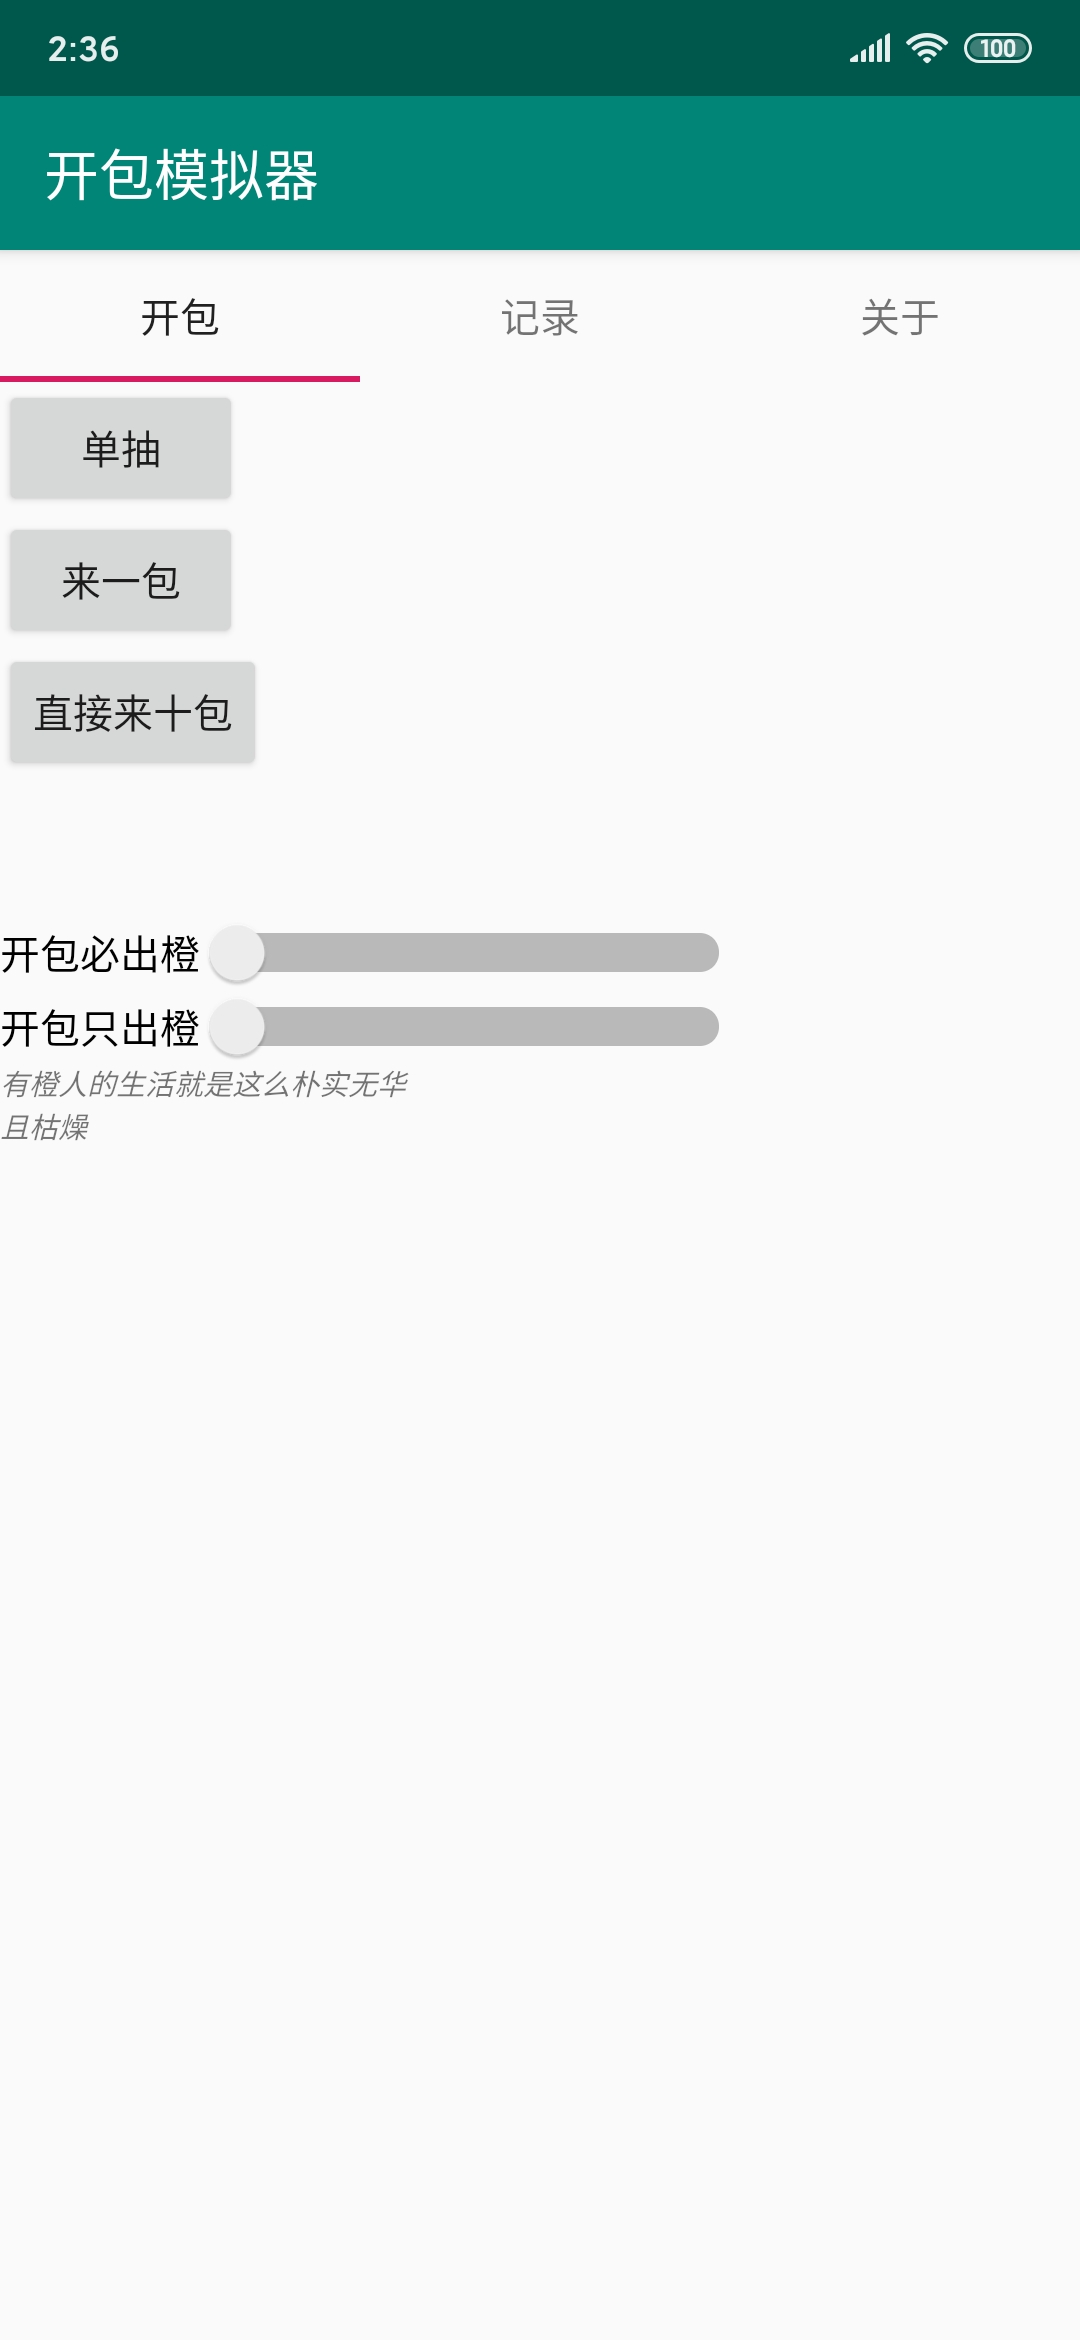 2:36
100
开包模拟器
开包
记录
关于
单抽
来一包
直接来十包
开包必出橙
开包只出橙
有橙人的生活就是这么朴实无华
且枯燥